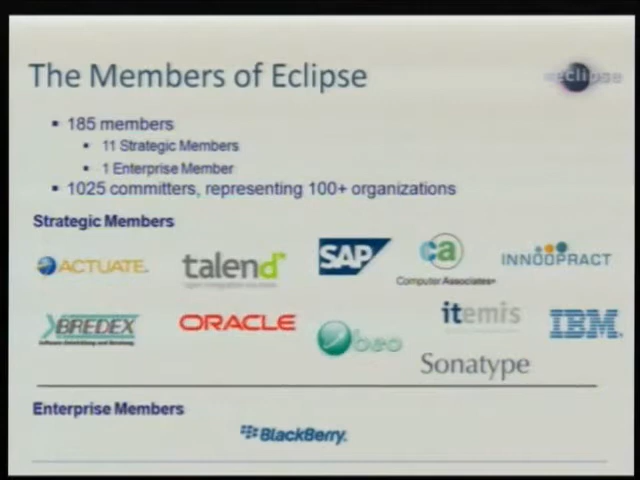 The Members of Eclipse
eclipse
185 members
11 Strategic Members
1 Enterprise Member
1025 committers, representing 100+ organizations
Strategic Members
ACTUATE
talend
SAP
ca
Computer Associates
INNOOPRACT
BREDEX
ORACLE
obeo
itemis
IBM
Sonatype
Enterprise Members
BlackBerry